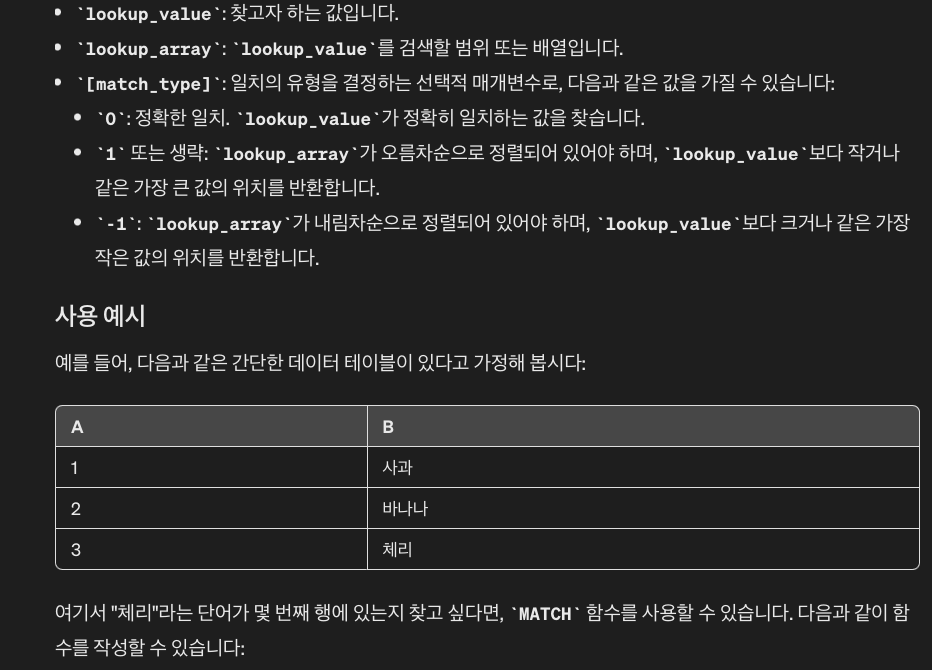 • `lookup_value`: 찾고자 하는 값입니다.
• `lookup_array`: `lookup_value`를 검색할 범위 또는 배열입니다.
• `[match_type]`: 일치의 유형을 결정하는 선택적 매개변수로, 다음과 같은 값을 가질 수 있습니다:
• `0`: 정확한 일치. `lookup_value`가 정확히 일치하는 값을 찾습니다.
• `1` 또는 생략: `lookup_array`가 오름차순으로 정렬되어 있어야 하며, `lookup_value`보다 작거나
같은 가장 큰 값의 위치를 반환합니다.
• `-1`: `lookup_array`가 내림차순으로 정렬되어 있어야 하며, `lookup_value`보다 크거나 같은 가장
작은 값의 위치를 반환합니다.
사용 예시
예를 들어, 다음과 같은 간단한 데이터 테이블이 있다고 가정해 봅시다:
A B
1 사과
2 바나나
3 체리
여기서 "체리"라는 단어가 몇 번째 행에 있는지 찾고 싶다면, `MATCH` 함수를 사용할 수 있습니다. 다음과 같이 함
수를 작성할 수 있습니다: